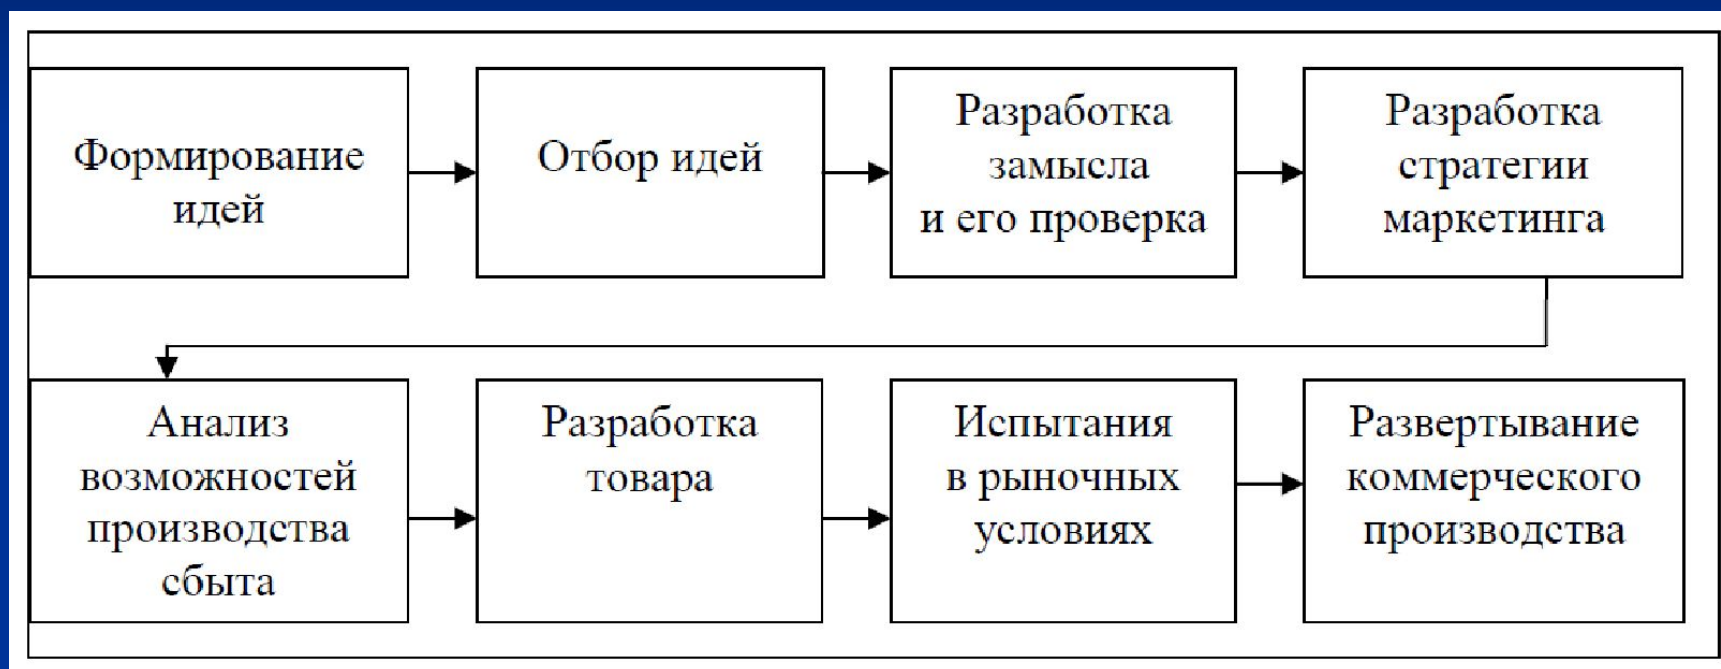 Формирование
идей
Отбор идей
Разработка
замысла
и его проверка
Разработка
стратегии
маркетинга
Анализ
возможностей
производства
сбыта
Разработка
товара
Испытания
в рыночных
условиях
Развертывание
коммерческого
производства